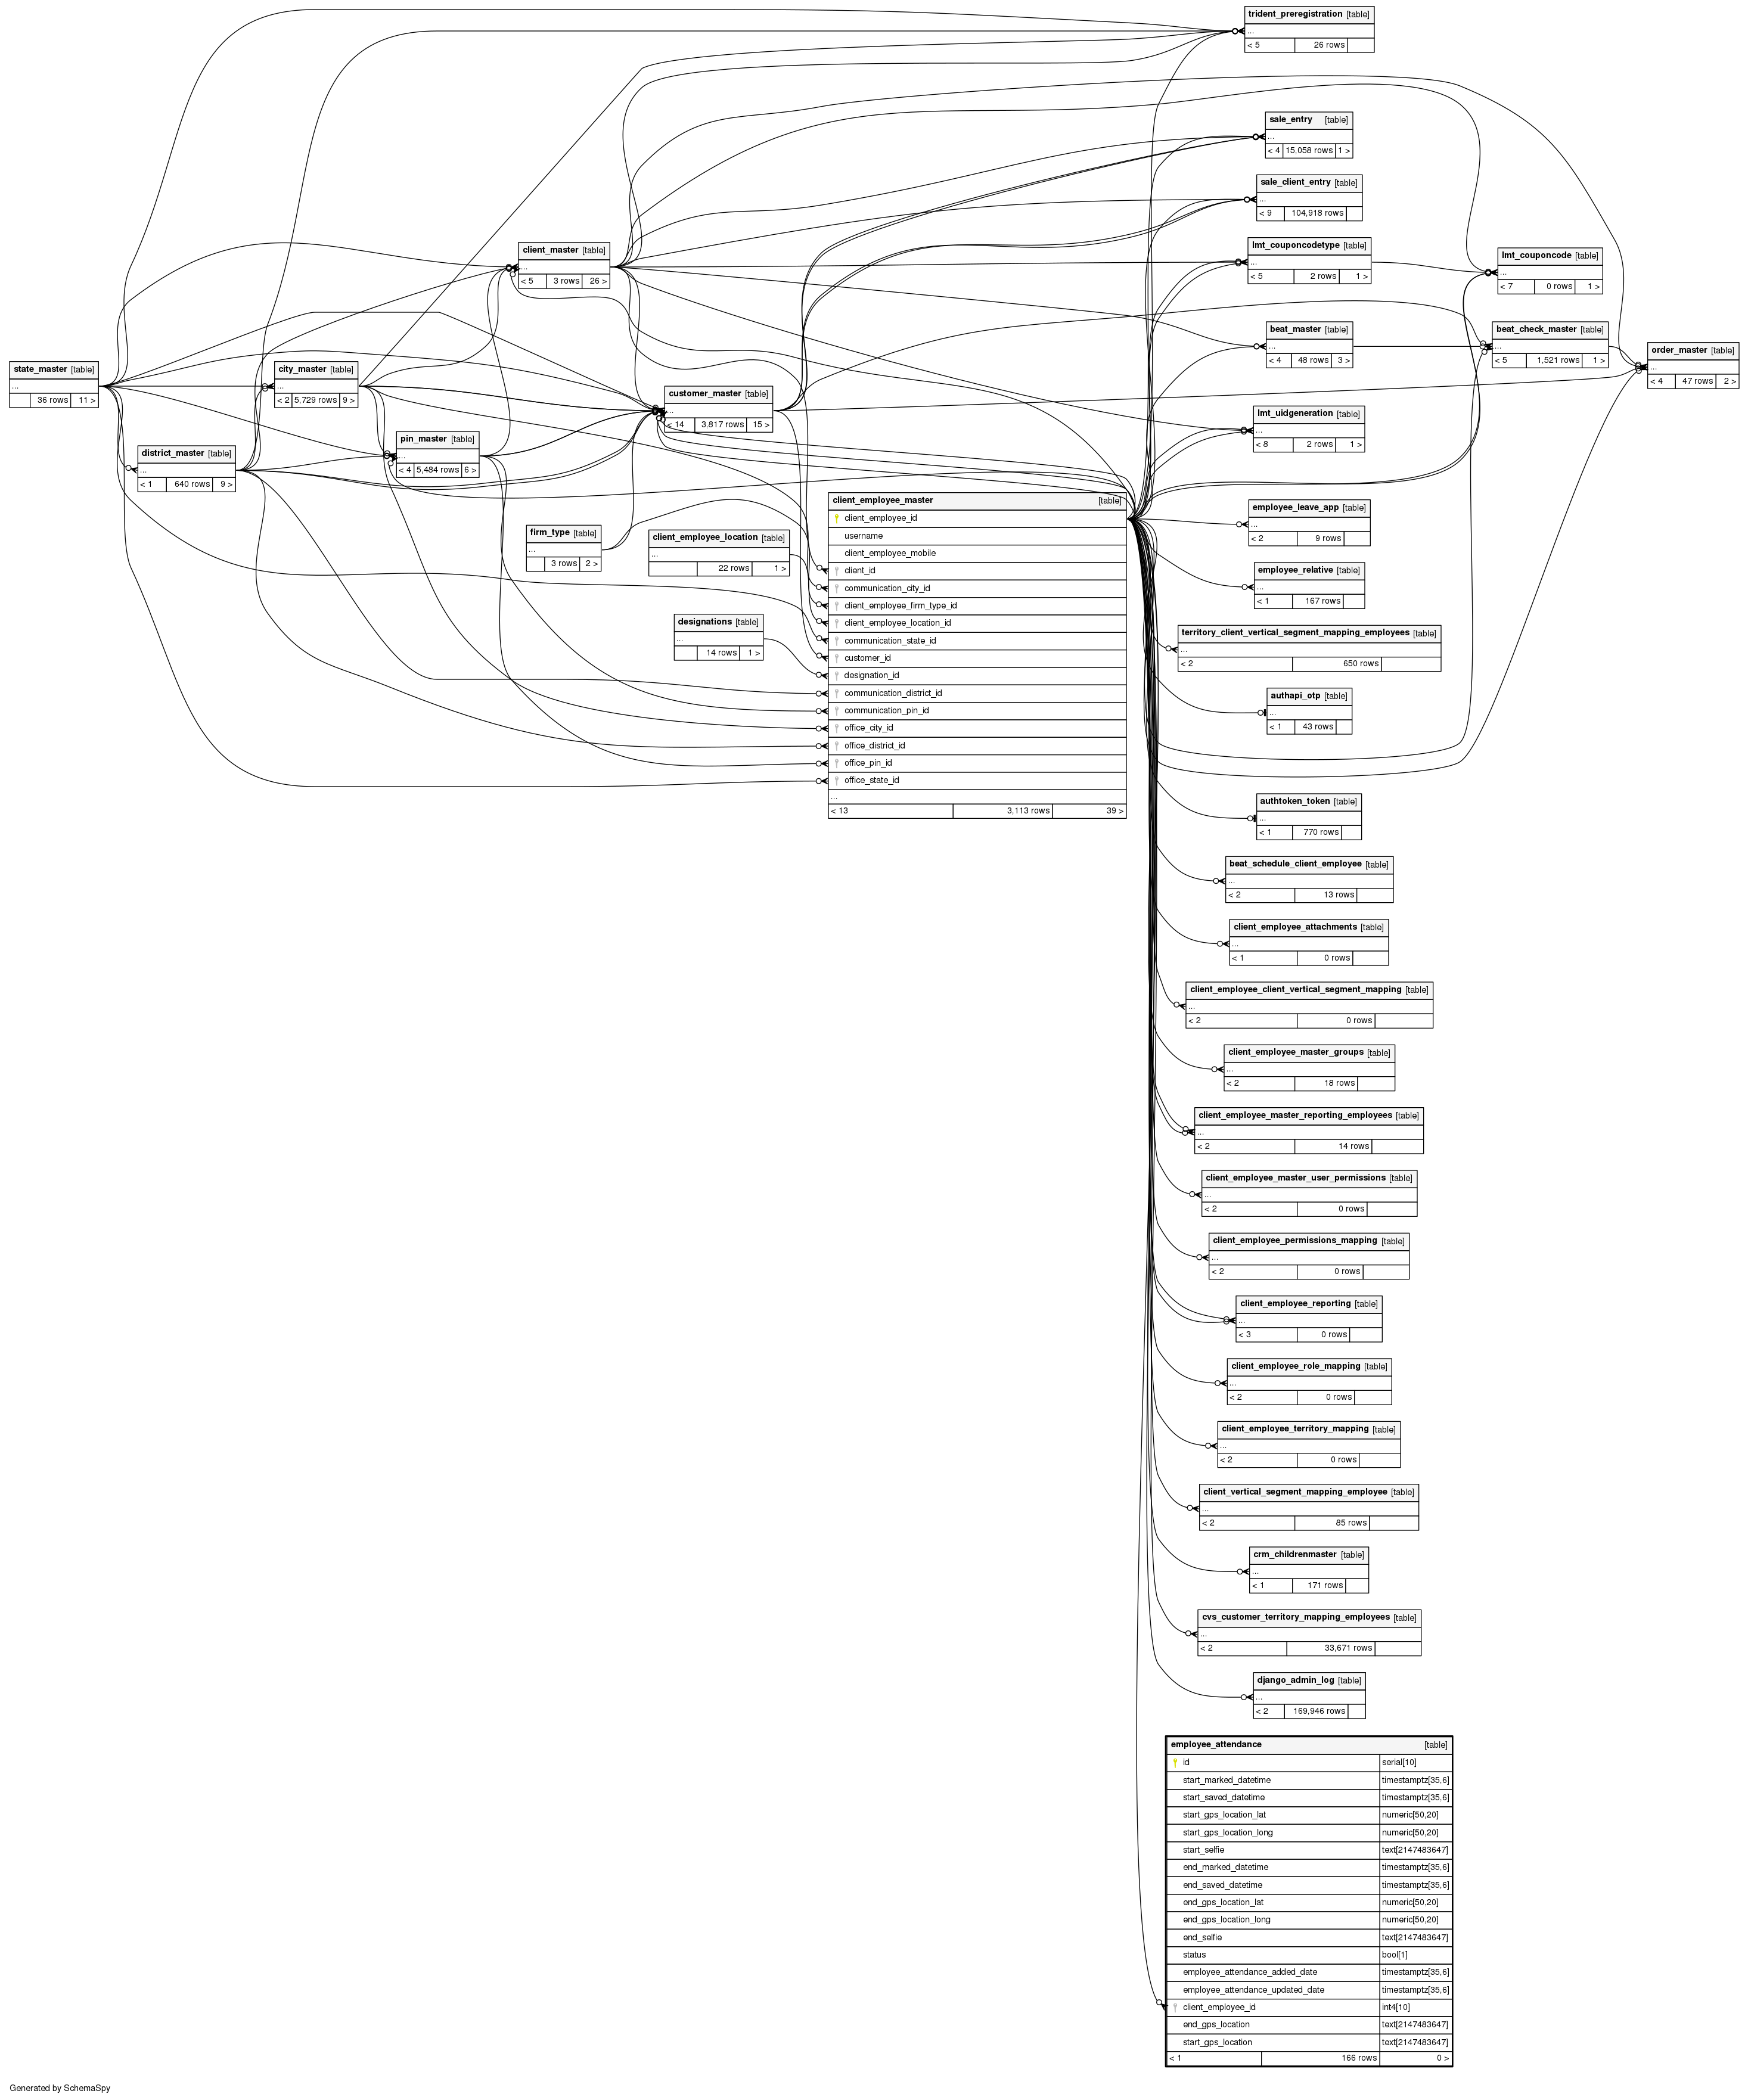 trident_preregistration [table]
...
< 5 26 rows
sale_entry [table]
...
< 4 15,058 rows 1 >
sale_client_entry [table]
...
< 9 104,918 rows
client_master [table]
...
< 5 3 rows 26 >
lmt_couponcodetype [table]
...
< 5 2 rows 1 >
lmt_couponcode [table]
...
< 7 0 rows 1 >
beat_master [table]
...
< 4 48 rows 3 >
beat_check_master [table]
...
< 5 1,521 rows 1 >
order_master [table]
...
< 4 47 rows 2 >
state_master [table]
...
36 rows 11 >
city_master [table]
...
< 2 5,729 rows 9 >
customer_master [table]
...
< 14 3,817 rows 15 >
lmt_uidgeneration [table]
...
< 8 2 rows 1 >
district_master [table]
...
< 1 640 rows 9 >
pin_master [table]
...
< 4 5,484 rows 6 >
firm_type [table]
...
3 rows 2 >
client_employee_location [table]
...
22 rows 1 >
designations [table]
...
14 rows 1 >
client_employee_master [table]
client_employee_id
username
client_employee_mobile
client_id
communication_city_id
client_employee_firm_type_id
client_employee_location_id
communication_state_id
customer_id
designation_id
communication_district_id
communication_pin_id
office_city_id
office_district_id
office_pin_id
office_state_id
...
< 13 3,113 rows 39 >
employee_leave_app [table]
...
< 2 9 rows
employee_relative [table]
...
< 1 167 rows
territory_client_vertical_segment_mapping_employees [table]
...
< 2 650 rows
authapi_otp [table]
...
< 1 43 rows
authtoken_token [table]
...
< 1 770 rows
beat_schedule_client_employee [table]
...
< 2 13 rows
client_employee_attachments [table]
...
< 1 0 rows
client_employee_client_vertical_segment_mapping [table]
...
< 2 0 rows
client_employee_master_groups [table]
...
< 2 18 rows
client_employee_master_reporting_employees [table]
...
< 2 14 rows
client_employee_master_user_permissions [table]
...
< 2 0 rows
client_employee_permissions_mapping [table]
...
< 2 0 rows
client_employee_reporting [table]
...
< 3 0 rows
client_employee_role_mapping [table]
...
< 2 0 rows
client_employee_territory_mapping [table]
...
< 2 0 rows
client_vertical_segment_mapping_employee [table]
...
< 2 85 rows
crm_childrenmaster [table]
...
< 1 171 rows
cvs_customer_territory_mapping_employees [table]
...
< 2 33,671 rows
django_admin_log [table]
...
< 2 169,946 rows
employee_attendance [table]
id serial[10]
start_marked_datetime timestamptz[35,6]
start_saved_datetime timestamptz[35,6]
start_gps_location_lat numeric[50,20]
start_gps_location_long numeric[50,20]
start_selfie text[2147483647]
end_marked_datetime timestamptz[35,6]
end_saved_datetime timestamptz[35,6]
end_gps_location_lat numeric[50,20]
end_gps_location_long numeric[50,20]
end_selfie text[2147483647]
status bool[1]
employee_attendance_added_date timestamptz[35,6]
employee_attendance_updated_date timestamptz[35,6]
client_employee_id int4[10]
end_gps_location text[2147483647]
start_gps_location text[2147483647]
< 1 166 rows 0 >
Generated by SchemaSpy